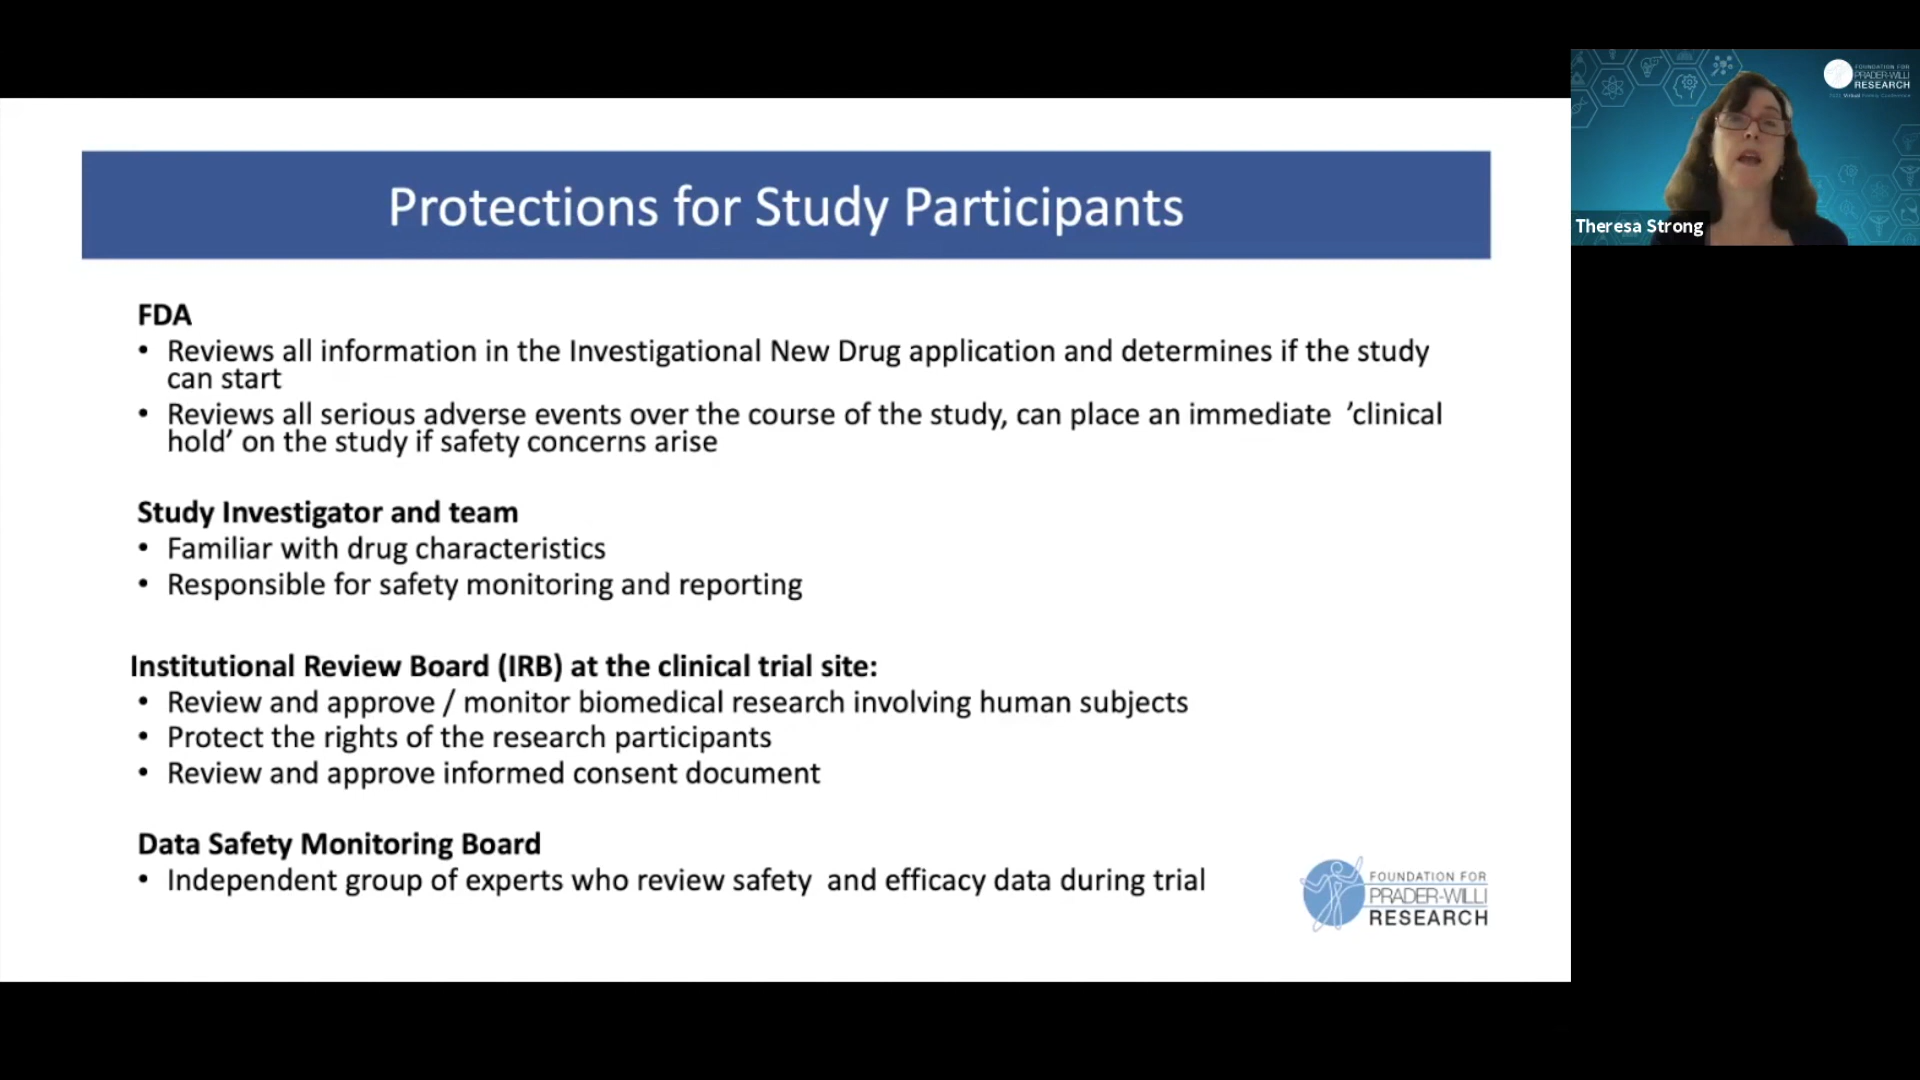 Protections for Study Participants
FDA
• Reviews all information in the Investigational New Drug application and determines if the study
can start
• Reviews all serious adverse events over the course of the study, can place an immediate ’clinical
hold’ on the study if safety concerns arise
Study Investigator and team
• Familiar with drug characteristics
• Responsible for safety monitoring and reporting
Institutional Review Board (IRB) at the clinical trial site:
• Review and approve / monitor biomedical research involving human subjects
• Protect the rights of the research participants
• Review and approve informed consent document
Data Safety Monitoring Board
• Independent group of experts who review safety and efficacy data during trial
FOUNDATION FOR
PRADER-WILLI
RESEARCH
FOUNDATION FOR
PRADER-WILLI
RESEARCH
Theresa Strong